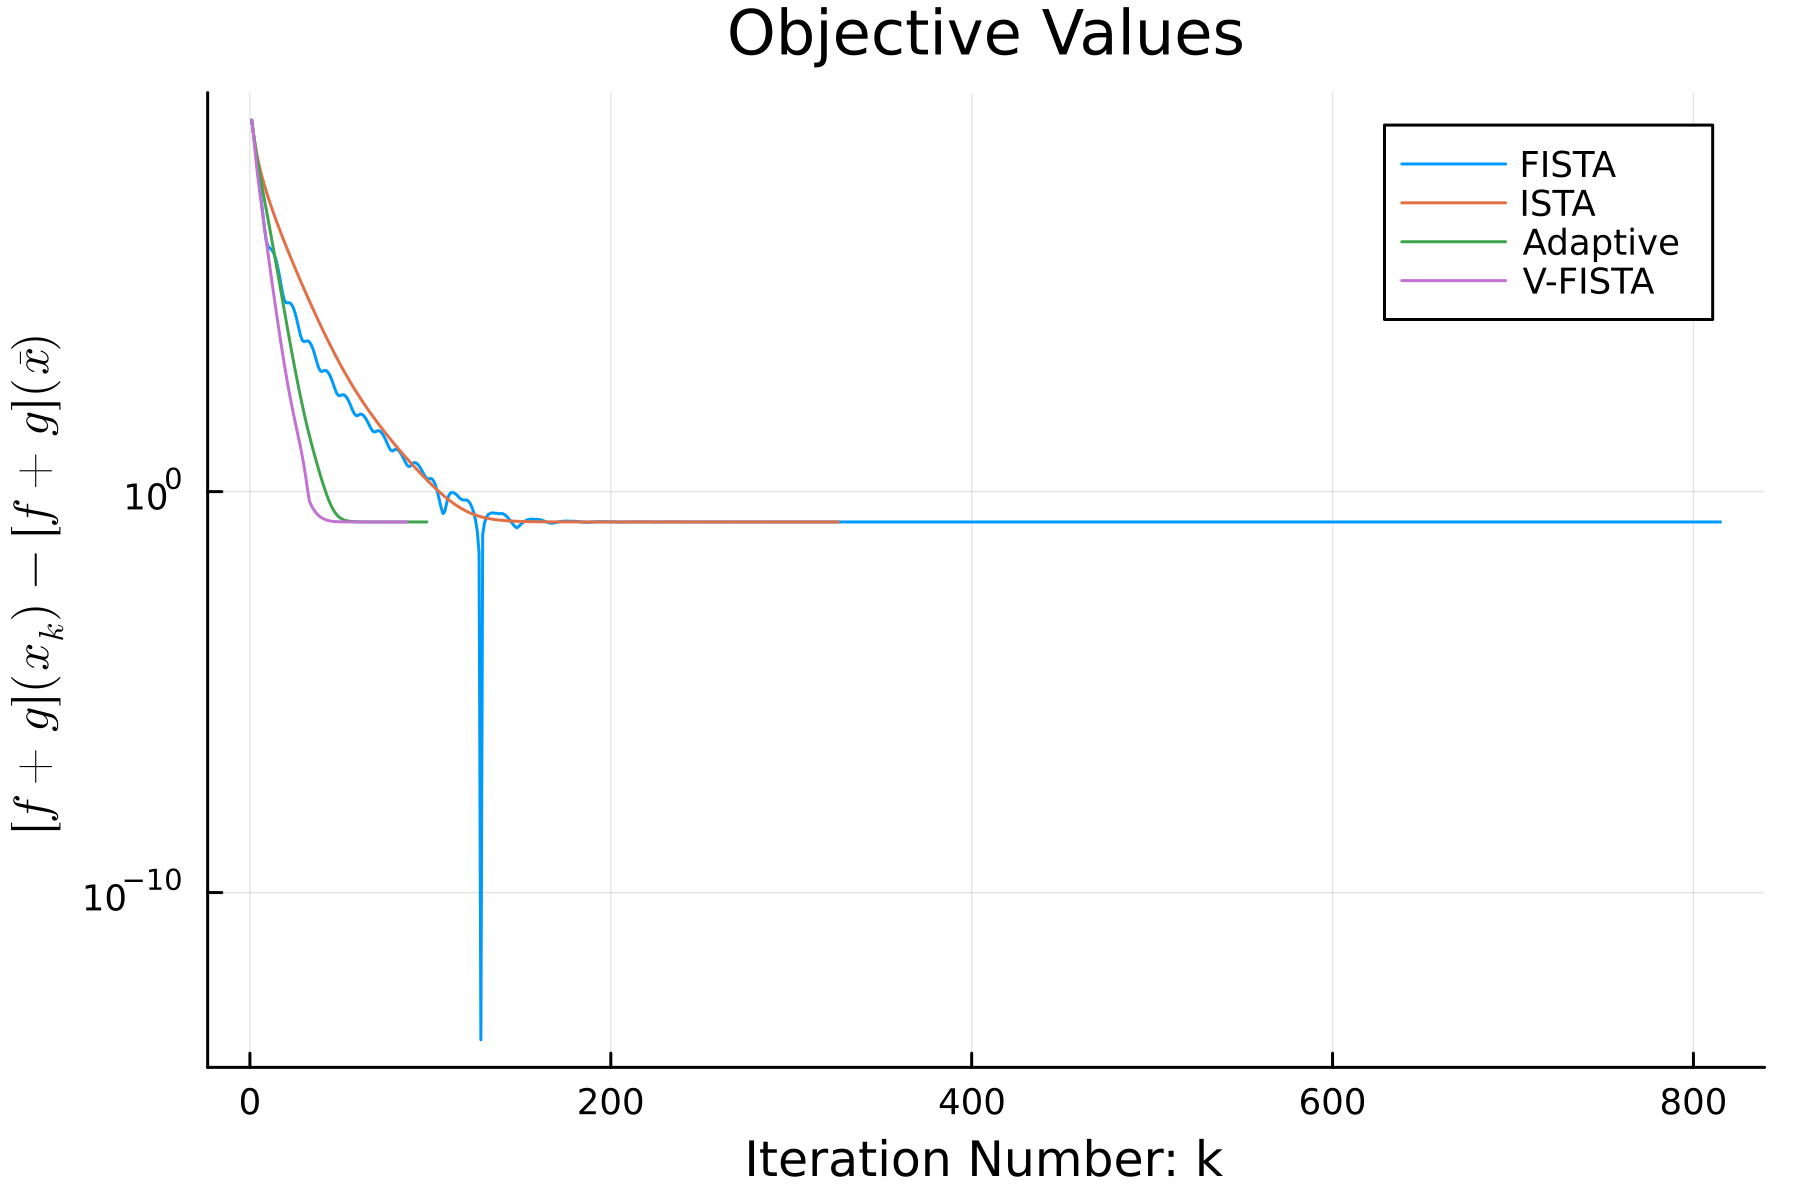 Objective Values
[f + g](x_k) − [f + g](x̄)
10^0
10^−10
FISTA
ISTA
Adaptive
V-FISTA
0 200 400 600 800
Iteration Number: k